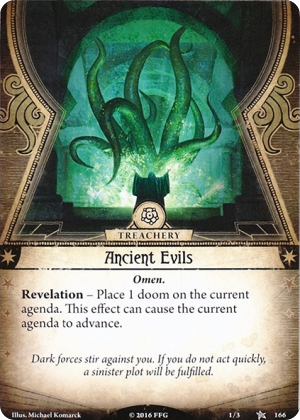 TREACHERY
Ancient Evils
Omen.
Revelation – Place 1 doom on the current
agenda. This effect can cause the current
agenda to advance.
Dark forces stir against you. If you do not act quickly,
a sinister plot will be fulfilled.
Illus. Michael Komarck © 2016 FFG 1/3 166